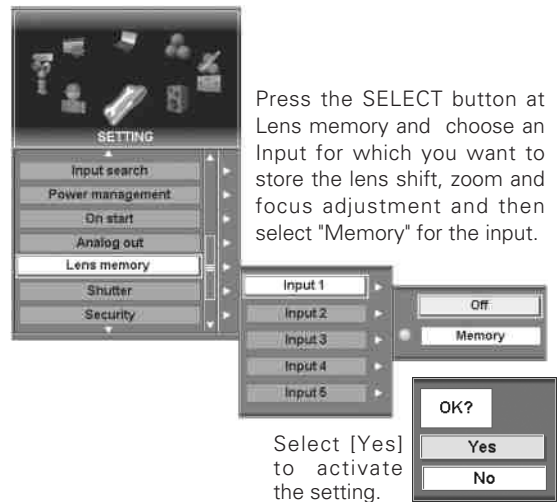 SETTING
Input search
Power management
On start
Analog out
Lens memory
Shutter
Security
Press the SELECT button at
Lens memory and choose an
Input for which you want to
store the lens shift, zoom and
focus adjustment and then
select "Memory" for the input.
Input 1
Input 2
Input 3
Input 4
Input 5
Off
Memory
OK?
Yes
No
Select [Yes]
to activate
the setting.